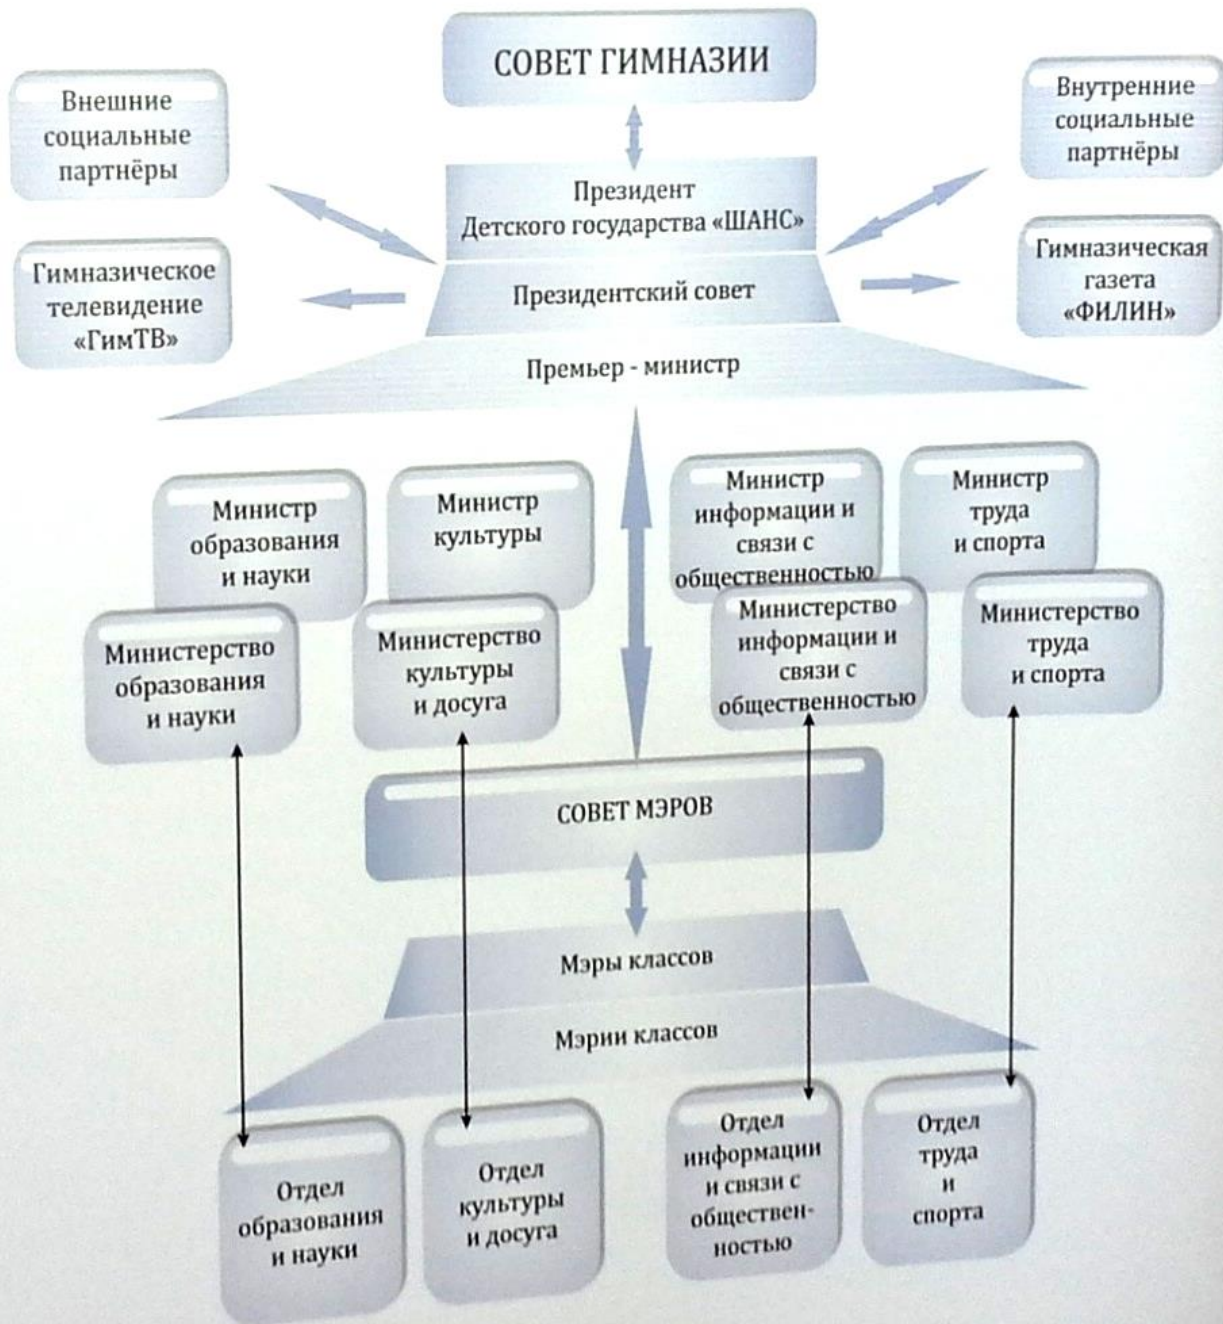 СОВЕТ ГИМНАЗИИ
Внешние
социальные
партнёры
Внутренние
социальные
партнёры
Президент
Детского государства «ШАНС»
Гимназическое
телевидение
«ГимТВ»
Президентский совет
Гимназическая
газета
«ФИЛИН»
Премьер - министр
Министр
образования
и науки
Министр
культуры
Министр
информации и
связи с
общественностью
Министр
труда
и спорта
Министерство
образования
и науки
Министерство
культуры
и досуга
Министерство
информации и
связи с
общественностью
Министерство
труда
и спорта
СОВЕТ МЭРОВ
Мэры классов
Мэрии классов
Отдел
образования
и науки
Отдел
культуры
и досуга
Отдел
информации
и связи с
обществен-
ностью
Отдел
труда
и
спорта